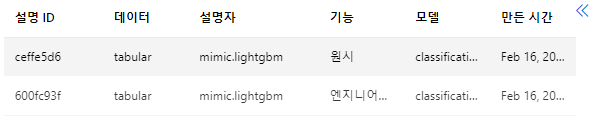 설명 ID 데이터 설명자 기능 모델 만든 시간
ceffe5d6 tabular mimic.lightgbm 원시 classificati... Feb 16, 20...
600fc93f tabular mimic.lightgbm 엔지니어... classificati... Feb 16, 20...